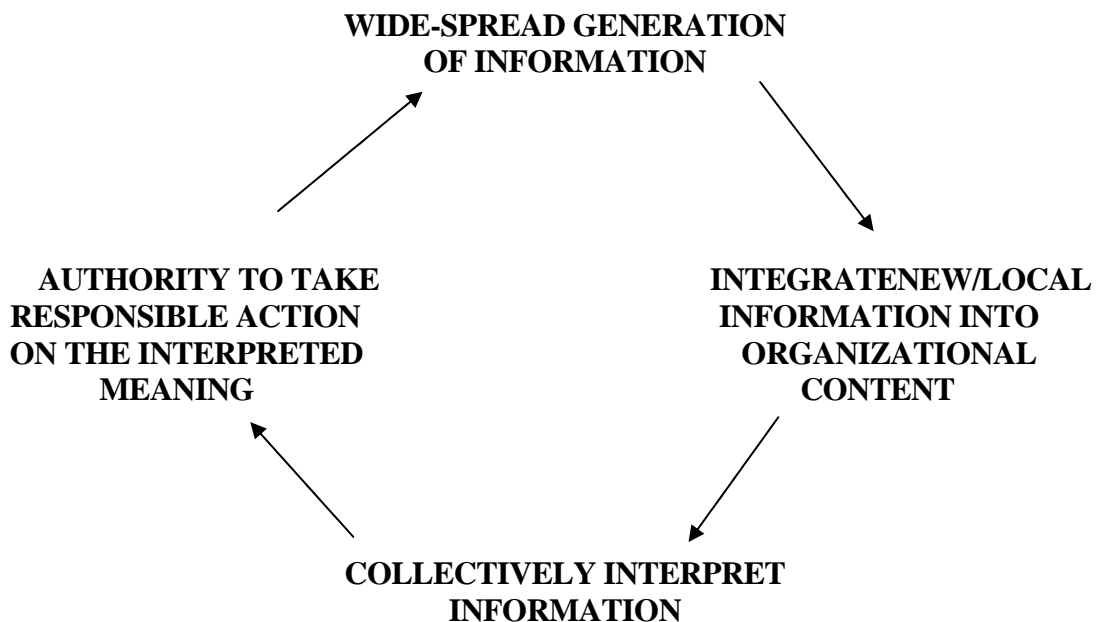 WIDE-SPREAD GENERATION
OF INFORMATION
AUTHORITY TO TAKE
RESPONSIBLE ACTION
ON THE INTERPRETED
MEANING
INTEGRATENEW/LOCAL
INFORMATION INTO
ORGANIZATIONAL
CONTENT
COLLECTIVELY INTERPRET
INFORMATION